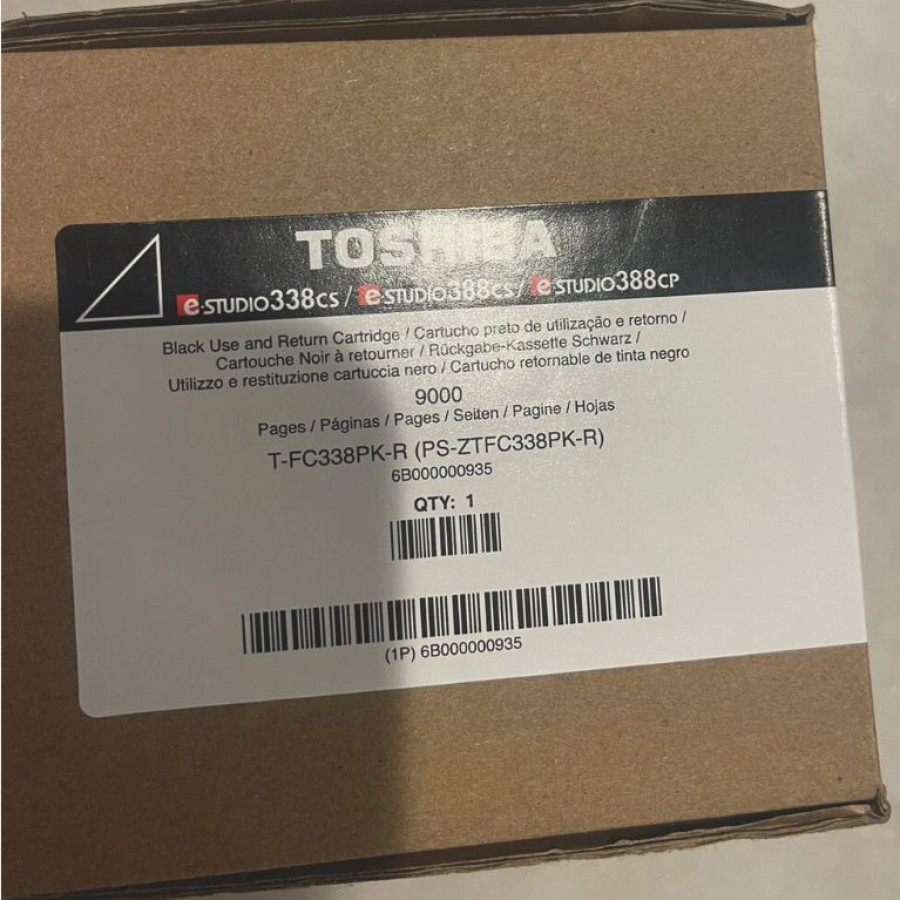 TOSHIBA
e-STUDIO338CS / e-STUDIO388CS / e-STUDIO388CP
Black Use and Return Cartridge / Cartucho preto de utilização e retorno /
Cartouche Noir à retourner / Rückgabe-Kassette Schwarz /
Utilizzo e restituzione cartuccia nero / Cartucho retornable de tinta negro
9000
Pages / Páginas / Pages / Seiten / Pagine / Hojas
T-FC338PK-R (PS-ZTFC338PK-R)
6B000000935
QTY: 1
(1P) 6B000000935